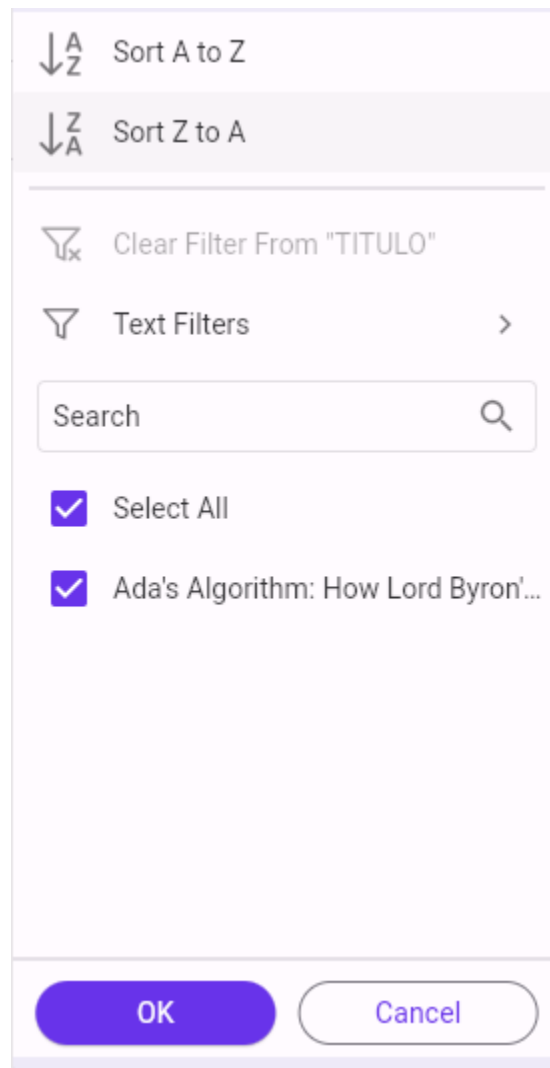 Sort A to Z
Sort Z to A
Clear Filter From "TITULO"
Text Filters
Search
Select All
Ada's Algorithm: How Lord Byron'...
OK
Cancel